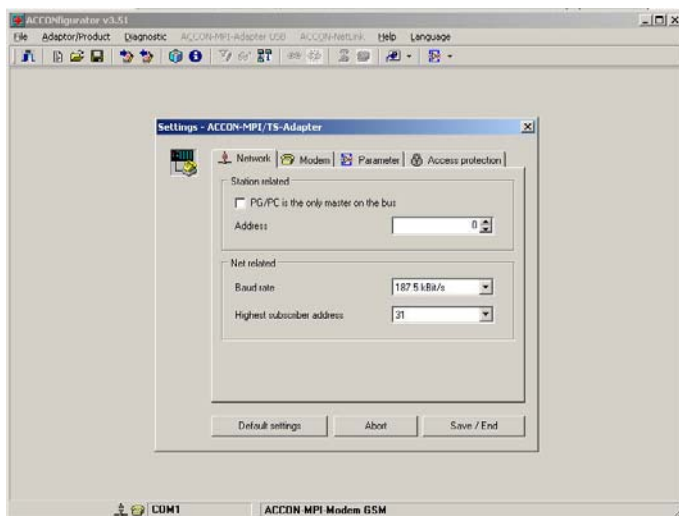 ACCONfigurator v3.51
File Adaptor/Product Diagnostic ACCON-MPI-Adapter USB ACCON-NetLink Help Language
Settings - ACCON-MPI/TS-Adapter
Network Modem Parameter Access protection
Station related
PG/PC is the only master on the bus
Address 0
Net related
Baud rate 187.5 kBit/s
Highest subscriber address 31
Default settings Abort Save / End
COM1 ACCON-MPI-Modem GSM